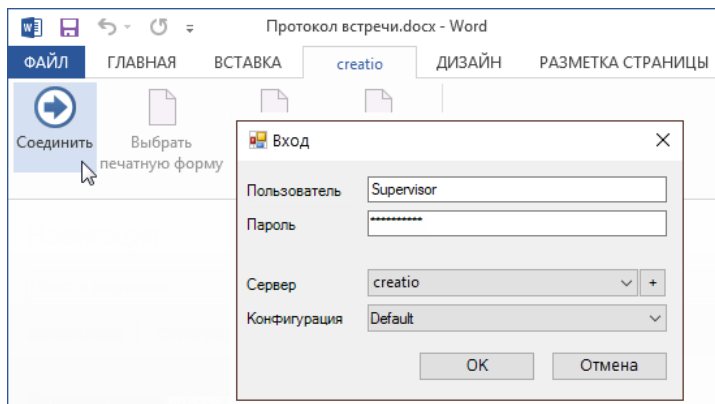 Протокол встречи.docx - Word
ФАЙЛ ГЛАВНАЯ ВСТАВКА creatio ДИЗАЙН РАЗМЕТКА СТРАНИЦЫ
Соединить
Выбрать
печатную форму
Вход
Пользователь Supervisor
Пароль **********
Сервер creatio +
Конфигурация Default
OK Отмена